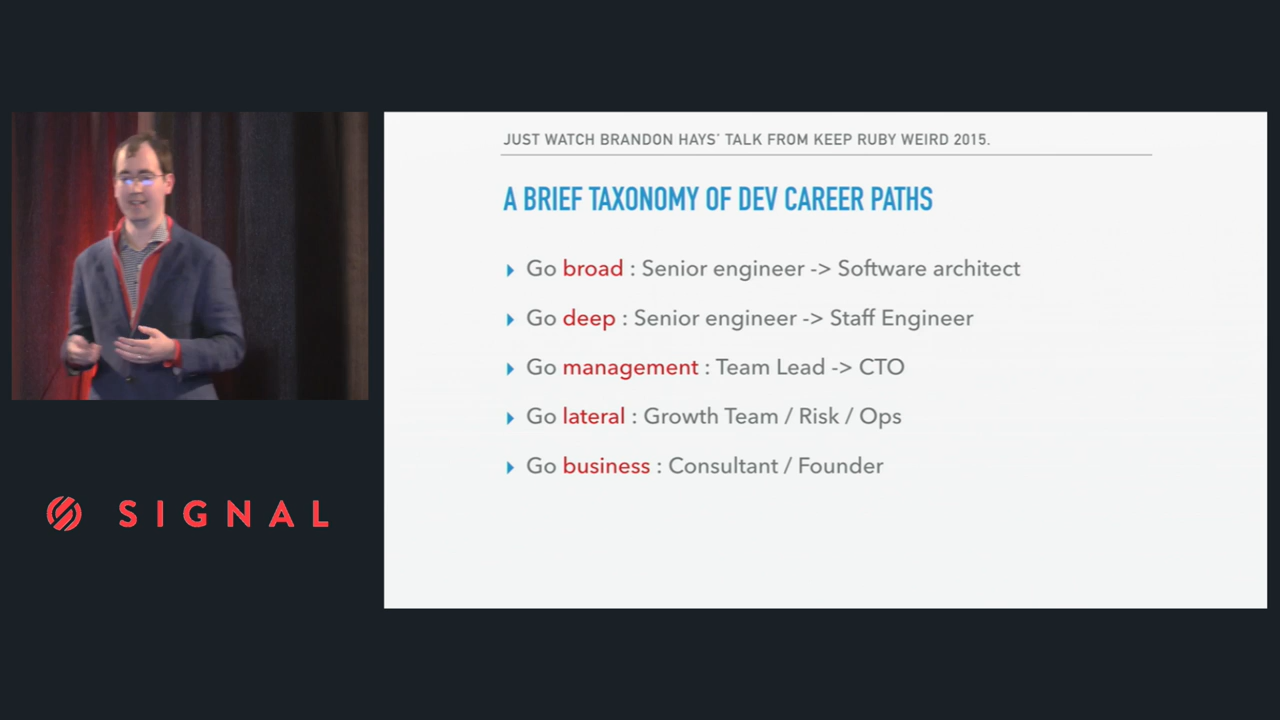 JUST WATCH BRANDON HAYS' TALK FROM KEEP RUBY WEIRD 2015.
A BRIEF TAXONOMY OF DEV CAREER PATHS
Go broad : Senior engineer -> Software architect
Go deep : Senior engineer -> Staff Engineer
Go management : Team Lead -> CTO
Go lateral : Growth Team / Risk / Ops
Go business : Consultant / Founder
SIGNAL